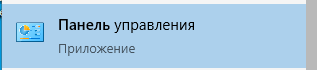 Панель управления
Приложение